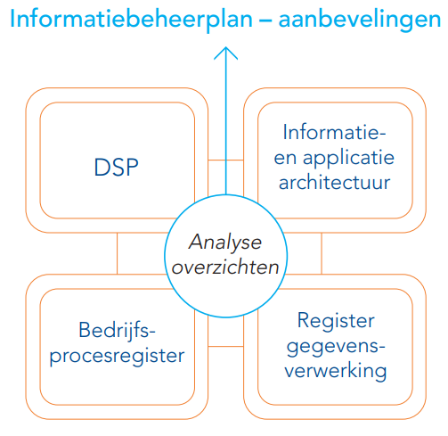 Informatiebeheerplan – aanbevelingen
DSP
Informatie-
en applicatie
architectuur
Analyse
overzichten
Bedrijfs-
procesregister
Register
gegevens-
verwerking